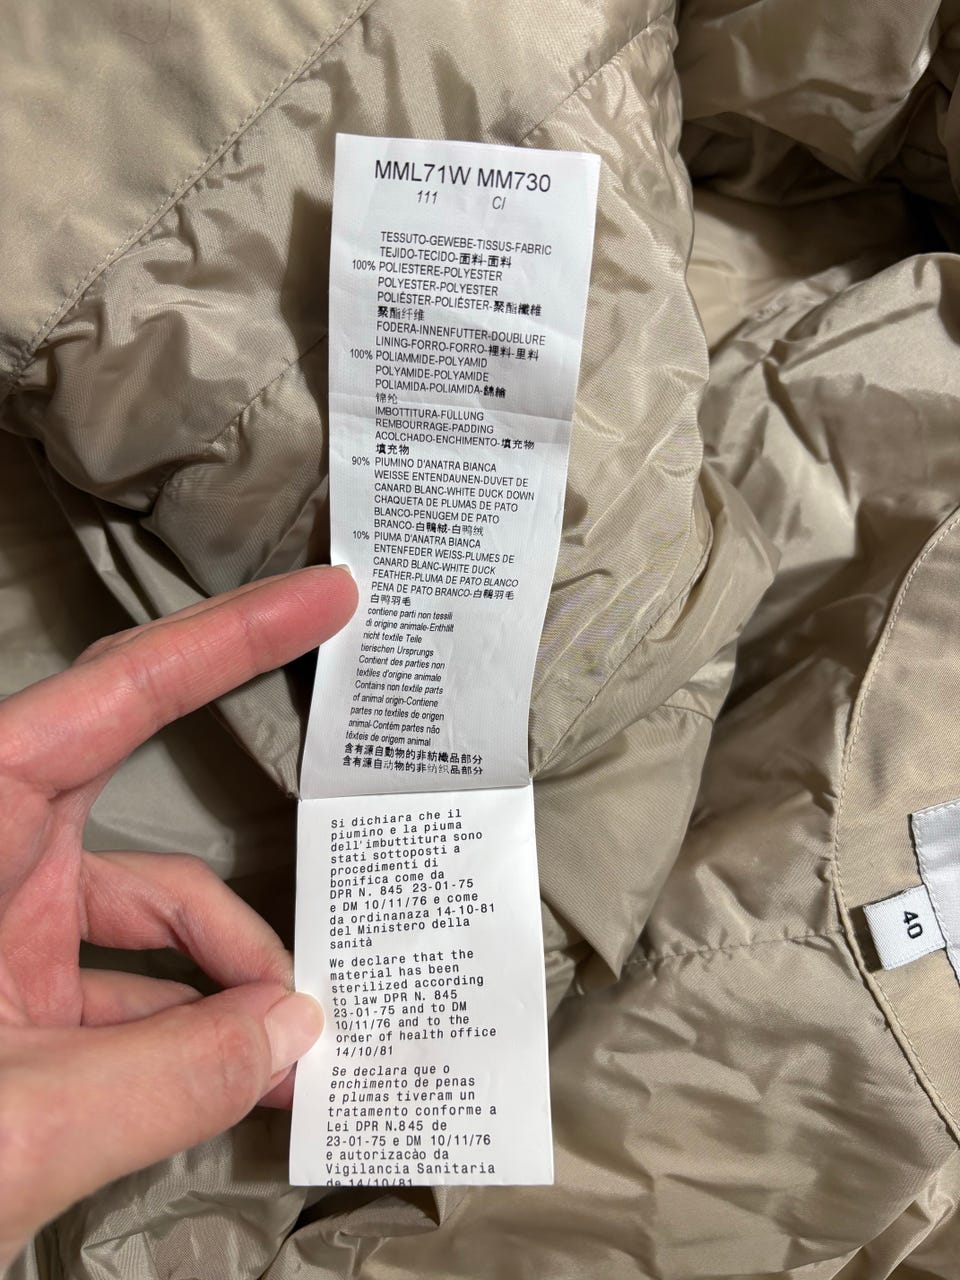 MML71W MM730
111 CI
TESSUTO-GEWEBE-TISSUS-FABRIC
TEJIDO-TECIDO-面料-面料
100% POLIESTERE-POLYESTER
POLYESTER-POLYESTER
POLIÉSTER-POLIÉSTER-聚酯纖維
聚酯纤维
FODERA-INNENFUTTER-DOUBLURE
LINING-FORRO-FORRO-裡料-里料
100% POLIAMMIDE-POLYAMID
POLYAMIDE-POLYAMIDE
POLIAMIDA-POLIAMIDA-錦綸
锦纶
IMBOTTITURA-FÜLLUNG
REMBOURRAGE-PADDING
ACOLCHADO-ENCHIMENTO-填充物
填充物
90% PIUMINO D'ANATRA BIANCA
WEISSE ENTENDAUNEN-DUVET DE
CANARD BLANC-WHITE DUCK DOWN
CHAQUETA DE PLUMAS DE PATO
BLANCO-PENUGEM DE PATO
BRANCO-白鴨絨-白鸭绒
10% PIUMA D'ANATRA BIANCA
ENTENFEDER WEISS-PLUMES DE
CANARD BLANC-WHITE DUCK
FEATHER-PLUMA DE PATO BLANCO
PENA DE PATO BRANCO-白鴨羽毛
白鸭羽毛
contiene parti non tessili
di origine animale-Enthält
nicht textile Teile
tierischen Ursprungs
Contient des parties non
textiles d'origine animale
Contains non textile parts
of animal origin-Contiene
partes no textiles de origen
animal-Contém partes não
têxteis de origem animal
含有源自動物的非紡織品部分
含有源自动物的非纺织品部分
Si dichiara che il
piumino e la piuma
dell'imbuttitura sono
stati sottoposti a
procedimenti di
bonifica come da
DPR N. 845 23-01-75
e DM 10/11/76 e come
da ordinanaza 14-10-81
del Ministero della
sanità
We declare that the
material has been
sterilized according
to law DPR N. 845
23-01-75 and to DM
10/11/76 and to the
order of health office
14/10/81
Se declara que o
enchimento de penas
e plumas tiveram un
tratamento conforme a
Lei DPR N.845 de
23-01-75 e DM 10/11/76
e autorização da
Vigilancia Sanitaria
de 14/10/81
40